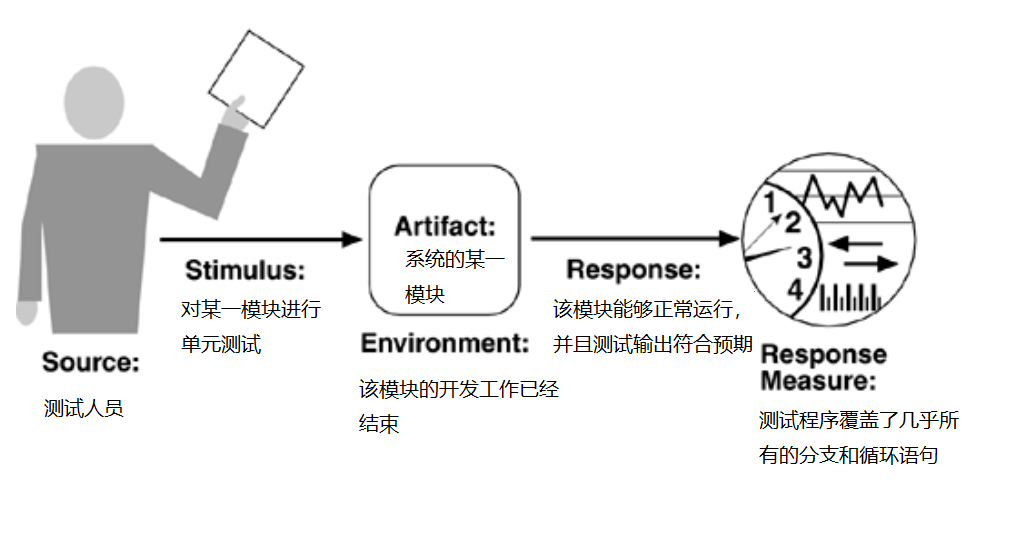 Source:
测试人员
Stimulus:
对某一模块进行
单元测试
Artifact:
系统的某一
模块
Environment:
该模块的开发工作已经
结束
Response:
该模块能够正常运行，
并且测试输出符合预期
1
2
3
4
Response
Measure:
测试程序覆盖了几乎所
有的分支和循环语句